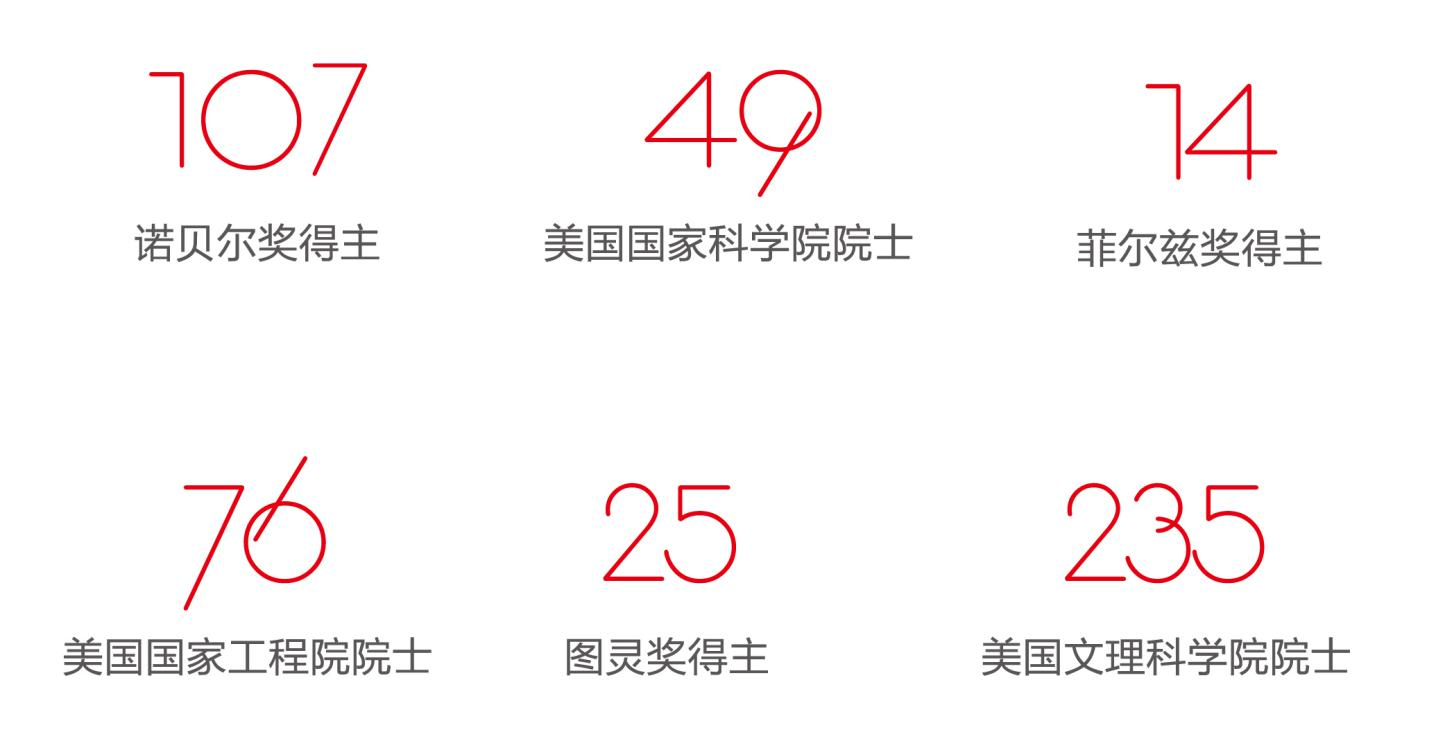 107
49
14
诺贝尔奖得主
美国国家科学院院士
菲尔兹奖得主
76
25
235
美国国家工程院院士
图灵奖得主
美国文理科学院院士